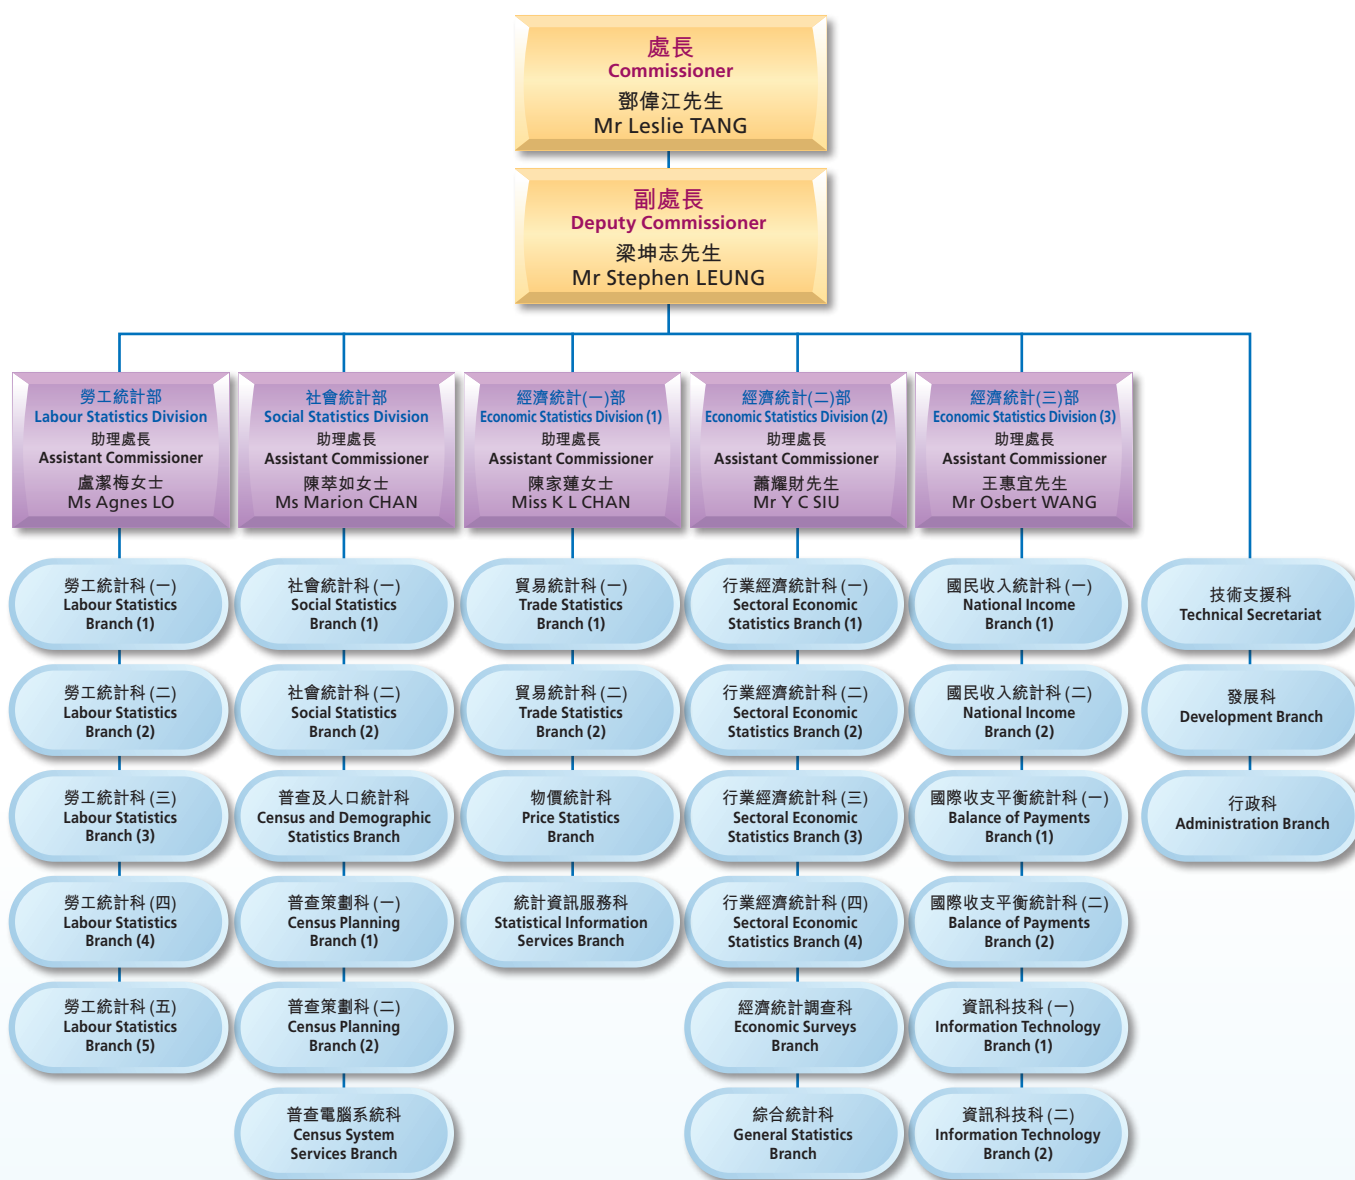 處長
Commissioner
鄧偉江先生
Mr Leslie TANG
副處長
Deputy Commissioner
梁坤志先生
Mr Stephen LEUNG
勞工統計部
Labour Statistics Division
助理處長
Assistant Commissioner
盧潔梅女士
Ms Agnes LO
社會統計部
Social Statistics Division
助理處長
Assistant Commissioner
陳萃如女士
Ms Marion CHAN
經濟統計(一)部
Economic Statistics Division (1)
助理處長
Assistant Commissioner
陳家蓮女士
Miss K L CHAN
經濟統計(二)部
Economic Statistics Division (2)
助理處長
Assistant Commissioner
蕭耀財先生
Mr Y C SIU
經濟統計(三)部
Economic Statistics Division (3)
助理處長
Assistant Commissioner
王惠宜先生
Mr Osbert WANG
勞工統計科 (一)
Labour Statistics
Branch (1)
勞工統計科 (二)
Labour Statistics
Branch (2)
勞工統計科 (三)
Labour Statistics
Branch (3)
勞工統計科 (四)
Labour Statistics
Branch (4)
勞工統計科 (五)
Labour Statistics
Branch (5)
社會統計科 (一)
Social Statistics
Branch (1)
社會統計科 (二)
Social Statistics
Branch (2)
普查及人口統計科
Census and Demographic
Statistics Branch
普查策劃科 (一)
Census Planning
Branch (1)
普查策劃科 (二)
Census Planning
Branch (2)
普查電腦系統科
Census System
Services Branch
貿易統計科 (一)
Trade Statistics
Branch (1)
貿易統計科 (二)
Trade Statistics
Branch (2)
物價統計科
Price Statistics
Branch
統計資訊服務科
Statistical Information
Services Branch
行業經濟統計科 (一)
Sectoral Economic
Statistics Branch (1)
行業經濟統計科 (二)
Sectoral Economic
Statistics Branch (2)
行業經濟統計科 (三)
Sectoral Economic
Statistics Branch (3)
行業經濟統計科 (四)
Sectoral Economic
Statistics Branch (4)
經濟統計調查科
Economic Surveys
Branch
綜合統計科
General Statistics
Branch
國民收入統計科 (一)
National Income
Branch (1)
國民收入統計科 (二)
National Income
Branch (2)
國際收支平衡統計科 (一)
Balance of Payments
Branch (1)
國際收支平衡統計科 (二)
Balance of Payments
Branch (2)
資訊科技科 (一)
Information Technology
Branch (1)
資訊科技科 (二)
Information Technology
Branch (2)
技術支援科
Technical Secretariat
發展科
Development Branch
行政科
Administration Branch